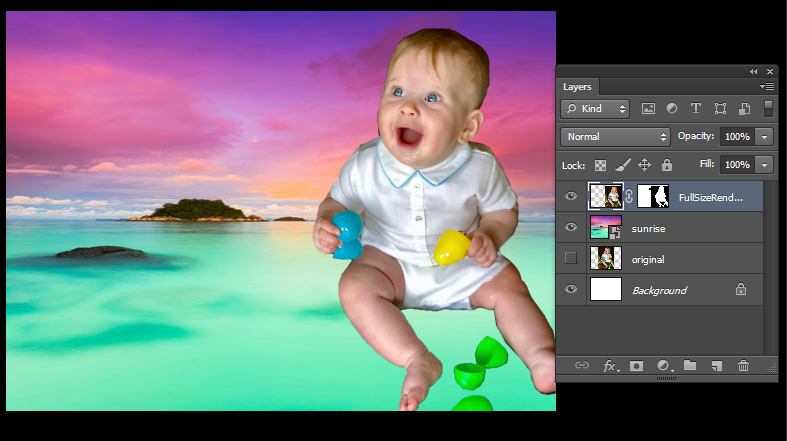 Layers
Kind
Normal
Opacity: 100%
Lock:
Fill: 100%
FullSizeRend...
sunrise
original
Background
fx